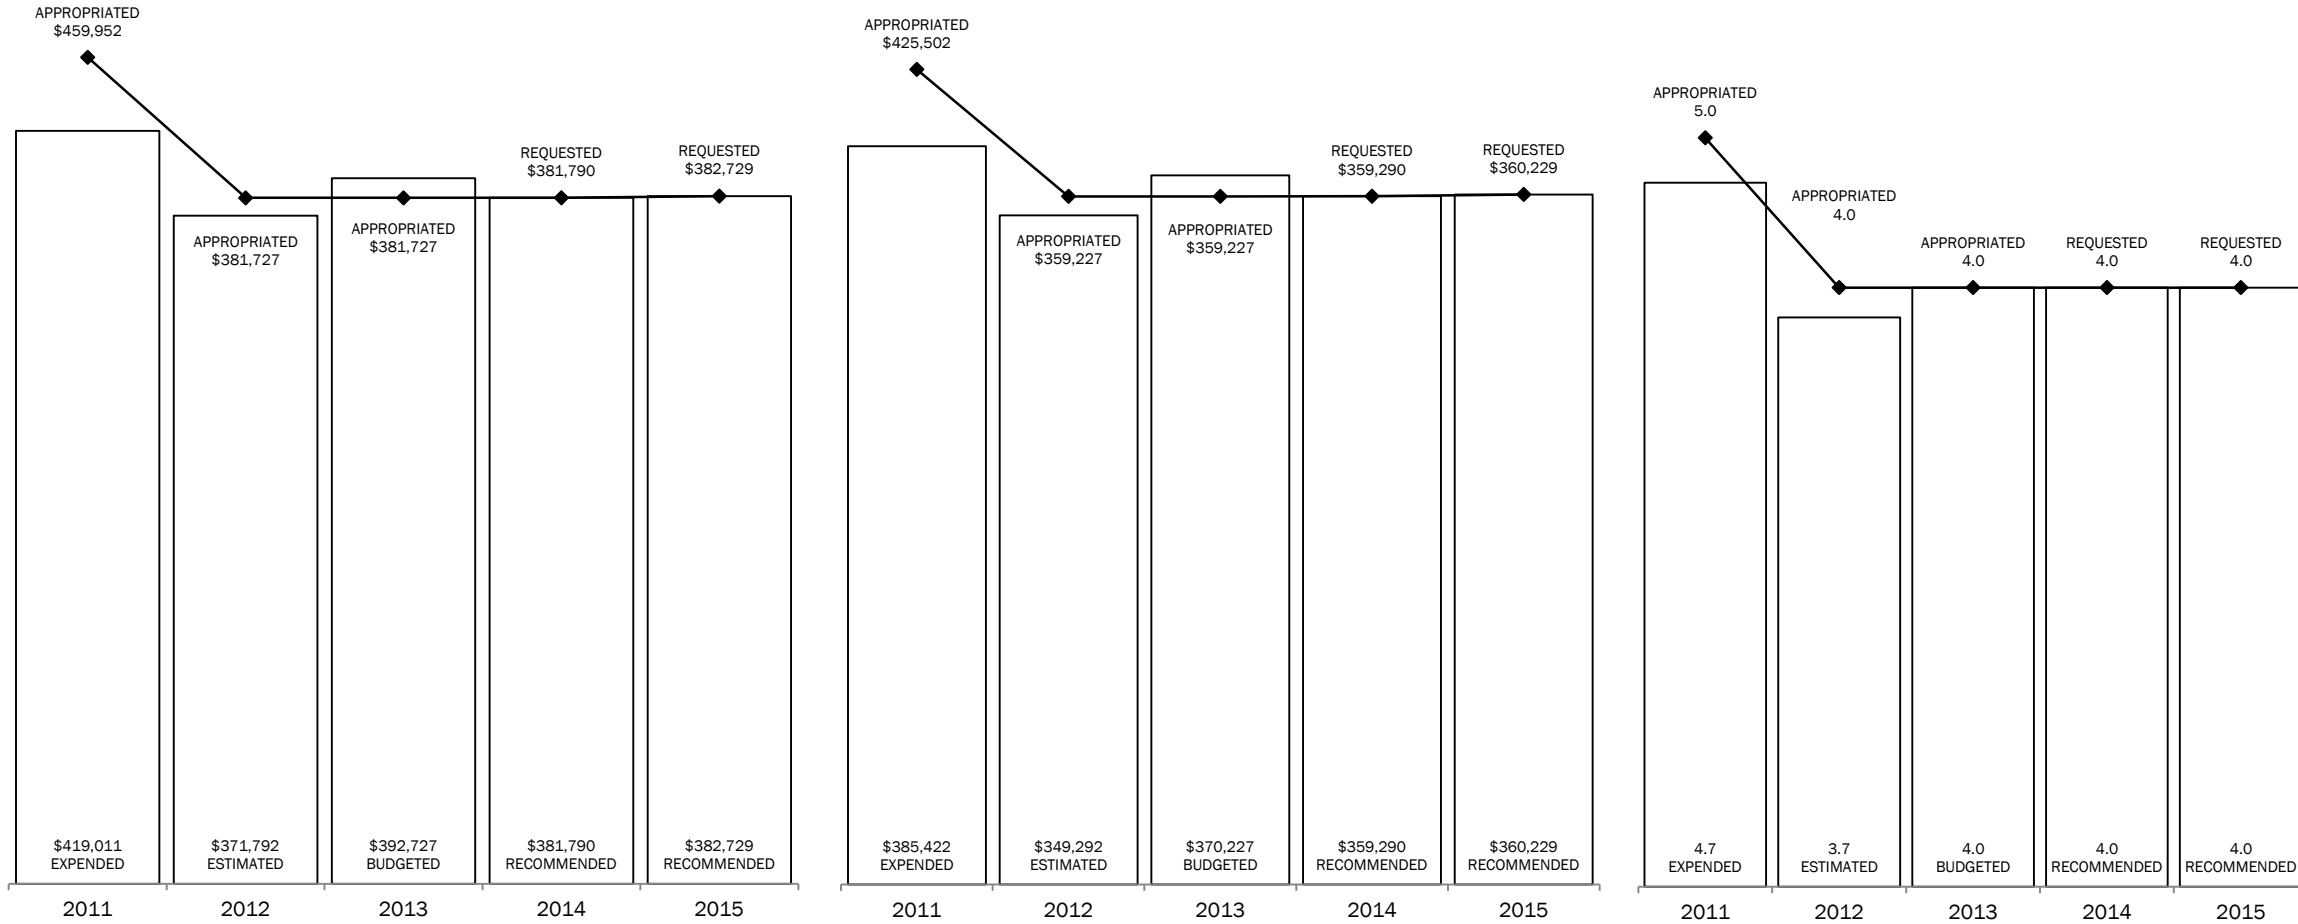 APPROPRIATED
$459,952
APPROPRIATED
$381,727
APPROPRIATED
$381,727
REQUESTED
$381,790
REQUESTED
$382,729
$419,011
EXPENDED
$371,792
ESTIMATED
$392,727
BUDGETED
$381,790
RECOMMENDED
$382,729
RECOMMENDED
2011
2012
2013
2014
2015
APPROPRIATED
$425,502
APPROPRIATED
$359,227
APPROPRIATED
$359,227
REQUESTED
$359,290
REQUESTED
$360,229
$385,422
EXPENDED
$349,292
ESTIMATED
$370,227
BUDGETED
$359,290
RECOMMENDED
$360,229
RECOMMENDED
2011
2012
2013
2014
2015
APPROPRIATED
5.0
APPROPRIATED
4.0
APPROPRIATED
4.0
REQUESTED
4.0
REQUESTED
4.0
4.7
EXPENDED
3.7
ESTIMATED
4.0
BUDGETED
4.0
RECOMMENDED
4.0
RECOMMENDED
2011
2012
2013
2014
2015